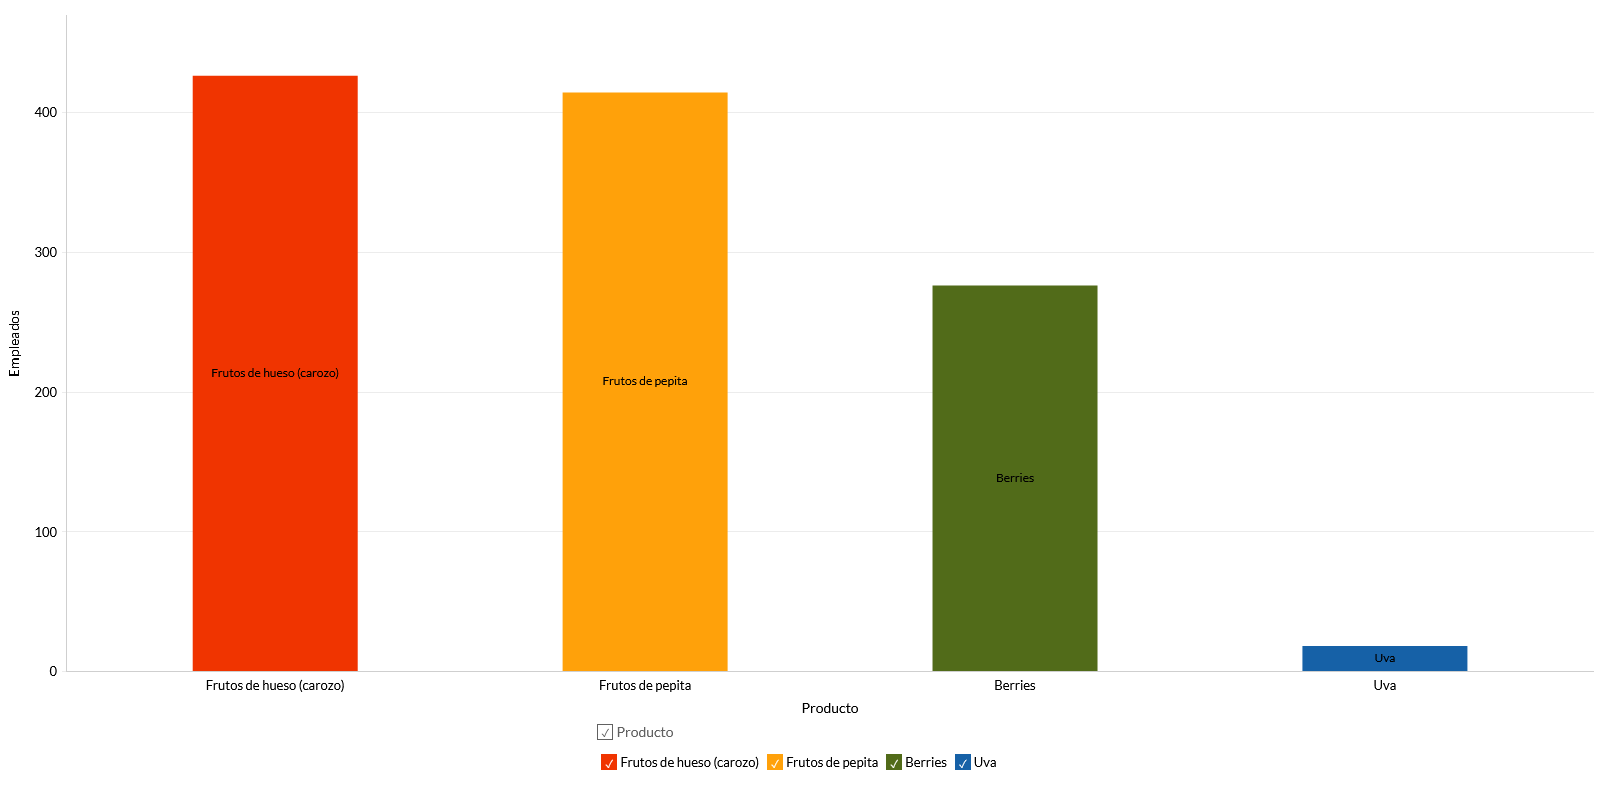 400
300
200
100
0
Empleados
Frutos de hueso (carozo)
Frutos de pepita
Berries
Uva
Frutos de hueso (carozo) Frutos de pepita Berries Uva
Producto
Producto
Frutos de hueso (carozo) Frutos de pepita Berries Uva